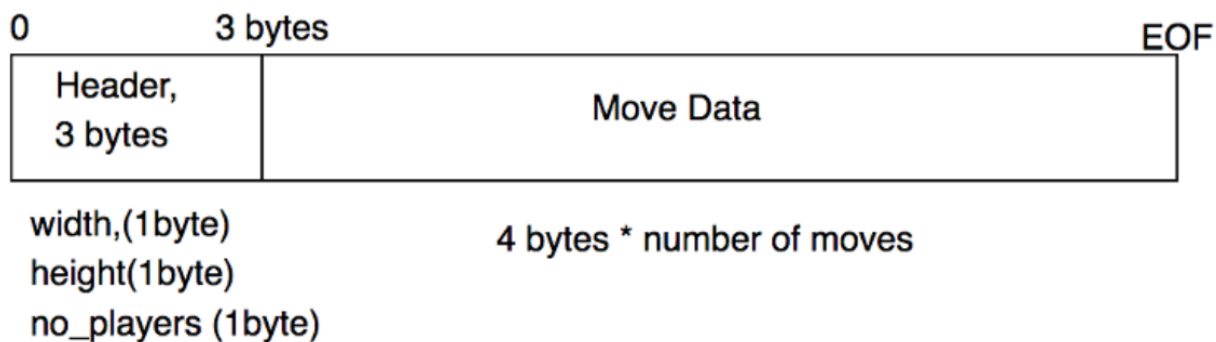 0 3 bytes EOF
Header,
3 bytes
Move Data
width,(1byte)
height(1byte)
no_players (1byte)
4 bytes * number of moves